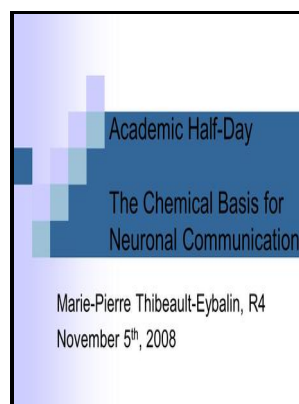 Academic Half-Day
The Chemical Basis for
Neuronal Communication
Marie-Pierre Thibeault-Eybalin, R4
November 5th, 2008